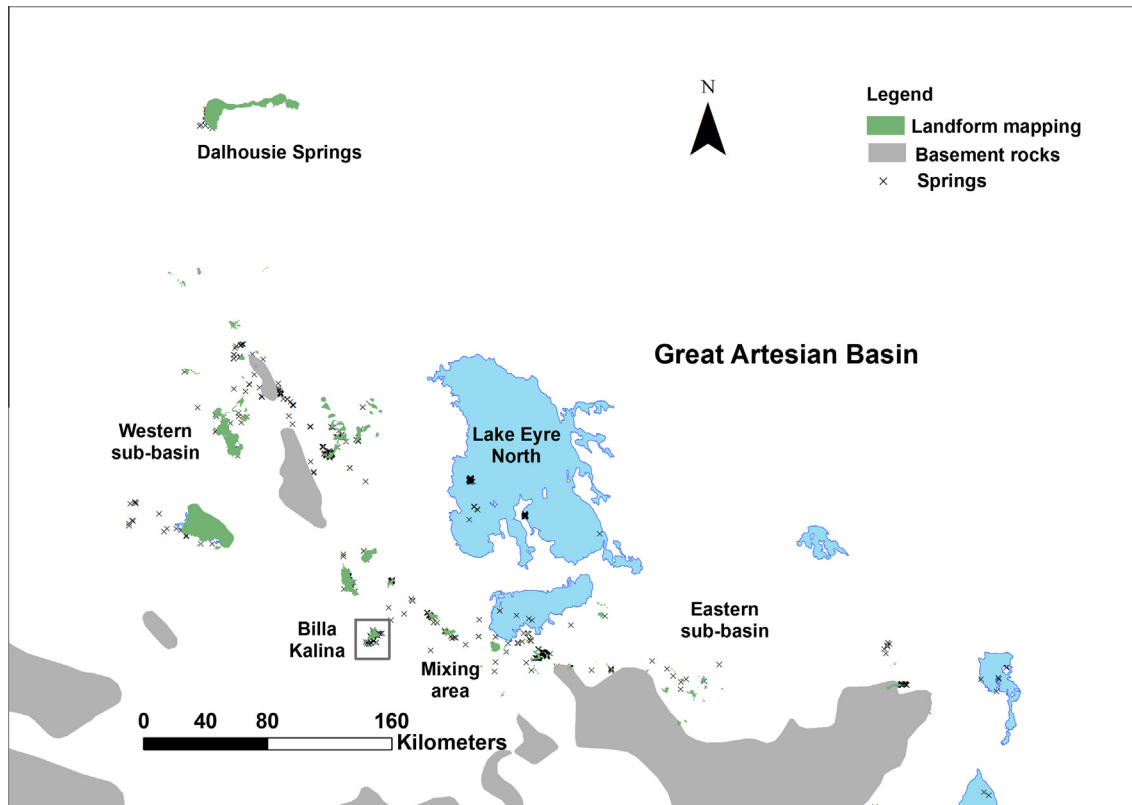 N
Legend
Landform mapping
Basement rocks
Springs
Dalhousie Springs
Great Artesian Basin
Western
sub-basin
Lake Eyre
North
Billa
Kalina
Mixing
area
Eastern
sub-basin
0 40 80 160
Kilometers